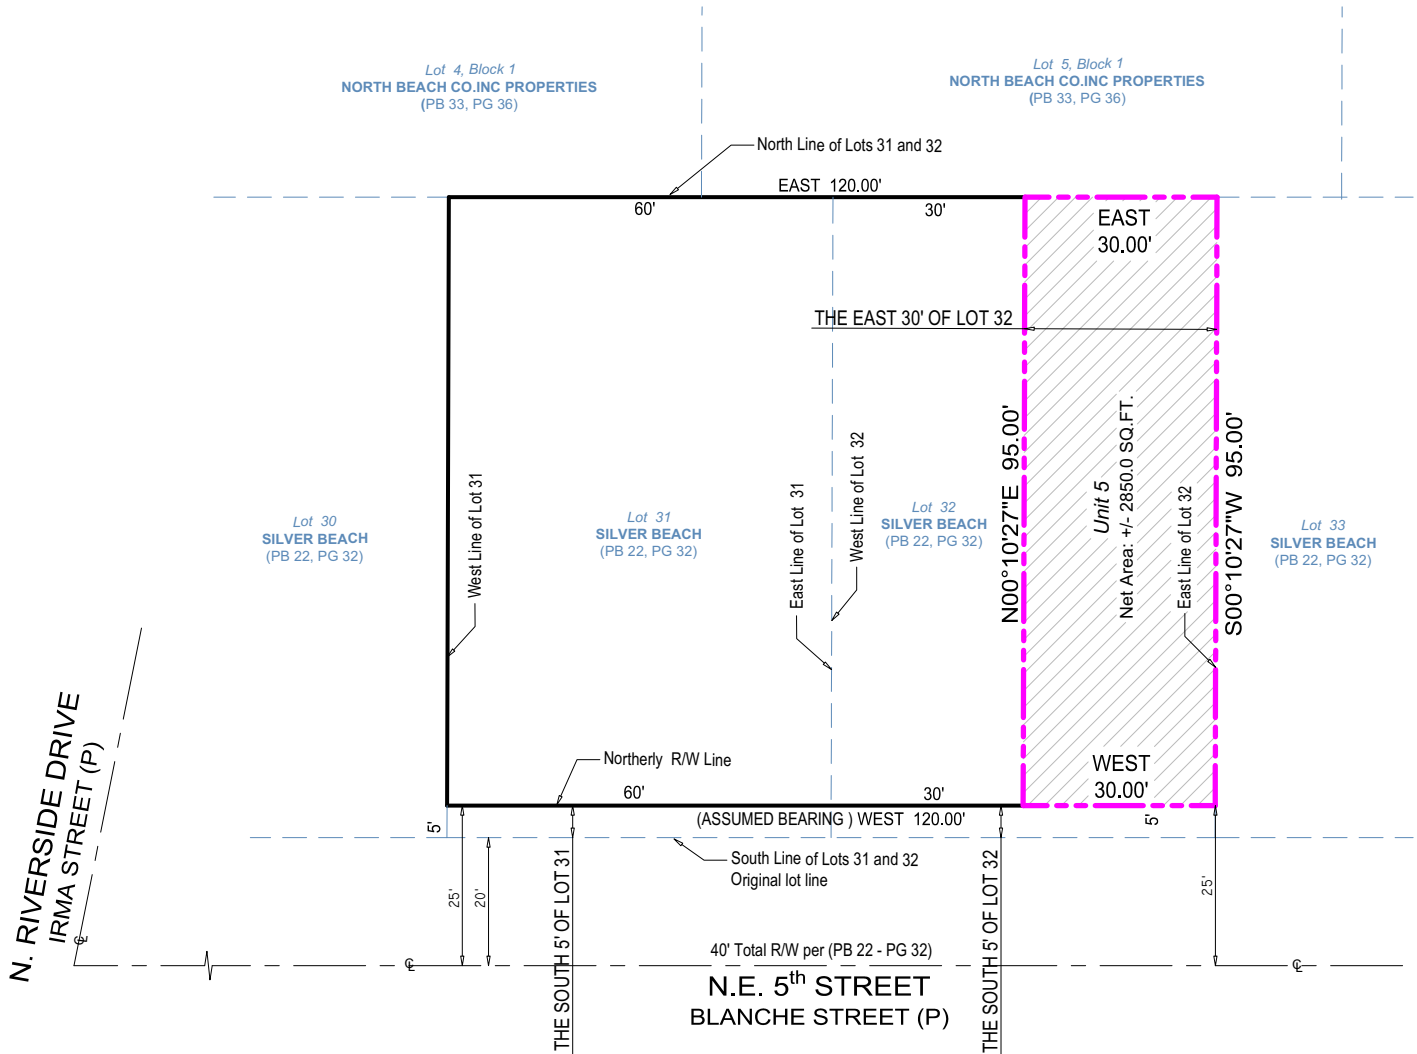 Lot 4, Block 1
NORTH BEACH CO.INC PROPERTIES
(PB 33, PG 36)
Lot 5, Block 1
NORTH BEACH CO.INC PROPERTIES
(PB 33, PG 36)
North Line of Lots 31 and 32
EAST 120.00'
60'
30'
EAST
30.00'
THE EAST 30' OF LOT 32
N00°10'27"E 95.00'
Unit 5
Net Area: +/- 2850.0 SQ.FT.
East Line of Lot 32
S00°10'27"W 95.00'
West Line of Lot 31
East Line of Lot 31
West Line of Lot 32
Lot 30
SILVER BEACH
(PB 22, PG 32)
Lot 31
SILVER BEACH
(PB 22, PG 32)
Lot 32
SILVER BEACH
(PB 22, PG 32)
Lot 33
SILVER BEACH
(PB 22, PG 32)
N. RIVERSIDE DRIVE
IRMA STREET (P)
Northerly R/W Line
60'
30'
WEST
30.00'
(ASSUMED BEARING ) WEST 120.00'
5'
5'
South Line of Lots 31 and 32
Original lot line
25'
20'
25'
THE SOUTH 5' OF LOT 31
THE SOUTH 5' OF LOT 32
40' Total R/W per (PB 22 - PG 32)
℄
℄
℄
N.E. 5th STREET
BLANCHE STREET (P)